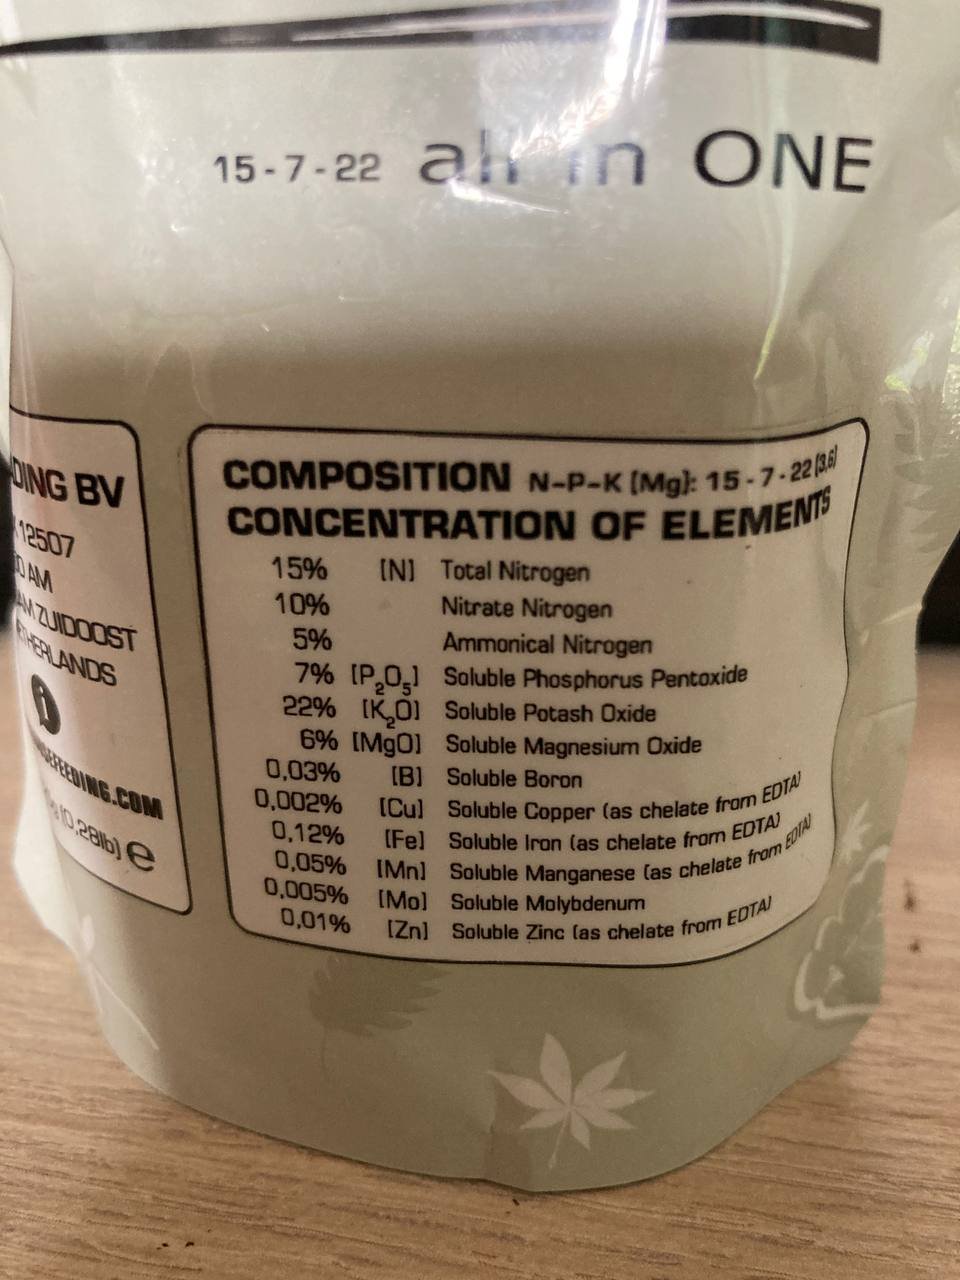 15-7-22 all in ONE
DING BV
12507
AM
ZUIDOOST
NETHERLANDS
SEFEEDING.COM
(0,28lb) e
COMPOSITION N-P-K (Mg): 15-7-22 (3,6)
CONCENTRATION OF ELEMENTS
15% [N] Total Nitrogen
10% Nitrate Nitrogen
5% Ammonical Nitrogen
7% [P₂O₅] Soluble Phosphorus Pentoxide
22% [K₂O] Soluble Potash Oxide
6% [MgO] Soluble Magnesium Oxide
0,03% [B] Soluble Boron
0,002% [Cu] Soluble Copper (as chelate from EDTA)
0,12% [Fe] Soluble Iron (as chelate from EDTA)
0,05% [Mn] Soluble Manganese (as chelate from EDTA)
0,005% [Mo] Soluble Molybdenum
0,01% [Zn] Soluble Zinc (as chelate from EDTA)